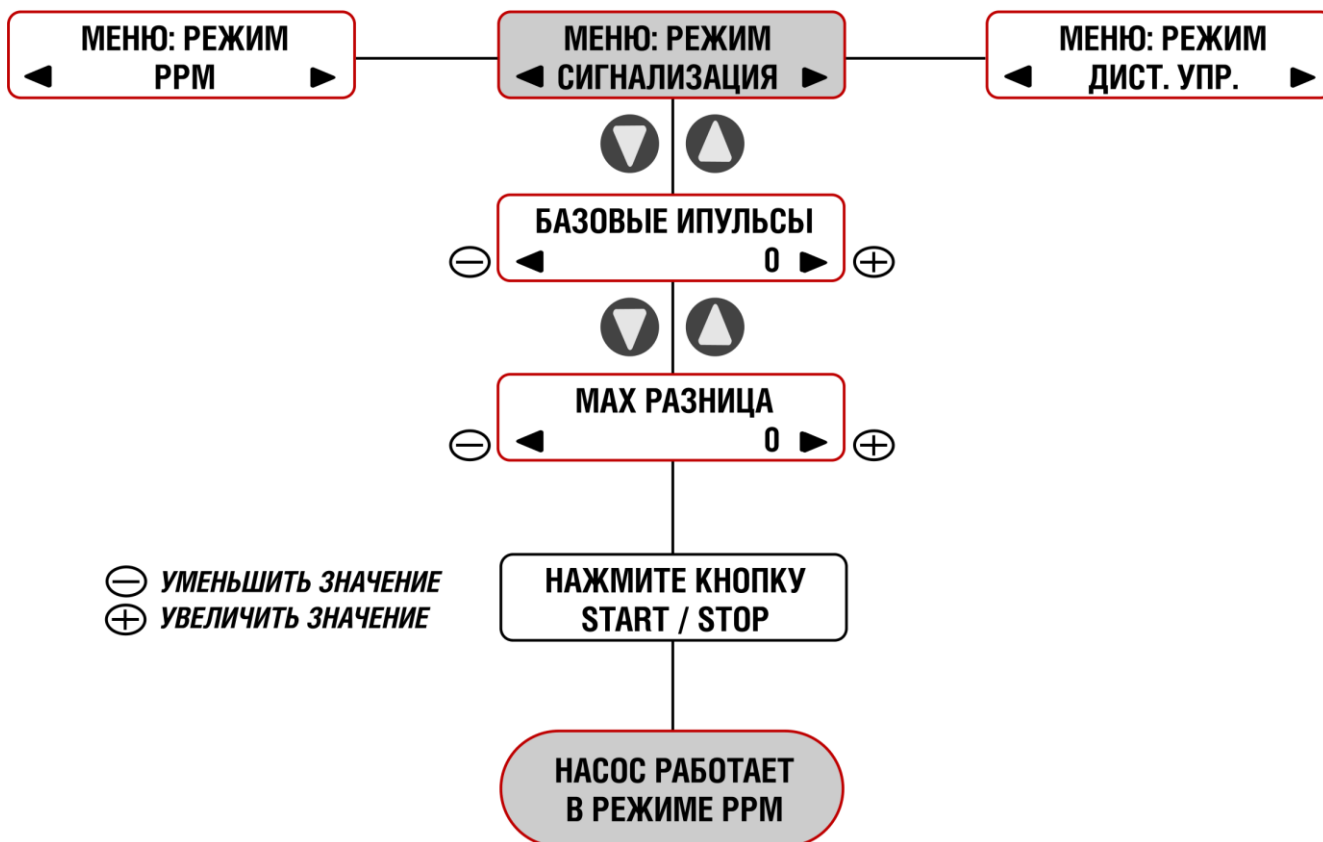 МЕНЮ: РЕЖИМ
PPM
МЕНЮ: РЕЖИМ
СИГНАЛИЗАЦИЯ
МЕНЮ: РЕЖИМ
ДИСТ. УПР.
БАЗОВЫЕ ИПУЛЬСЫ
0
MAX РАЗНИЦА
0
УМЕНЬШИТЬ ЗНАЧЕНИЕ
УВЕЛИЧИТЬ ЗНАЧЕНИЕ
НАЖМИТЕ КНОПКУ
START / STOP
НАСОС РАБОТАЕТ
В РЕЖИМЕ PPM